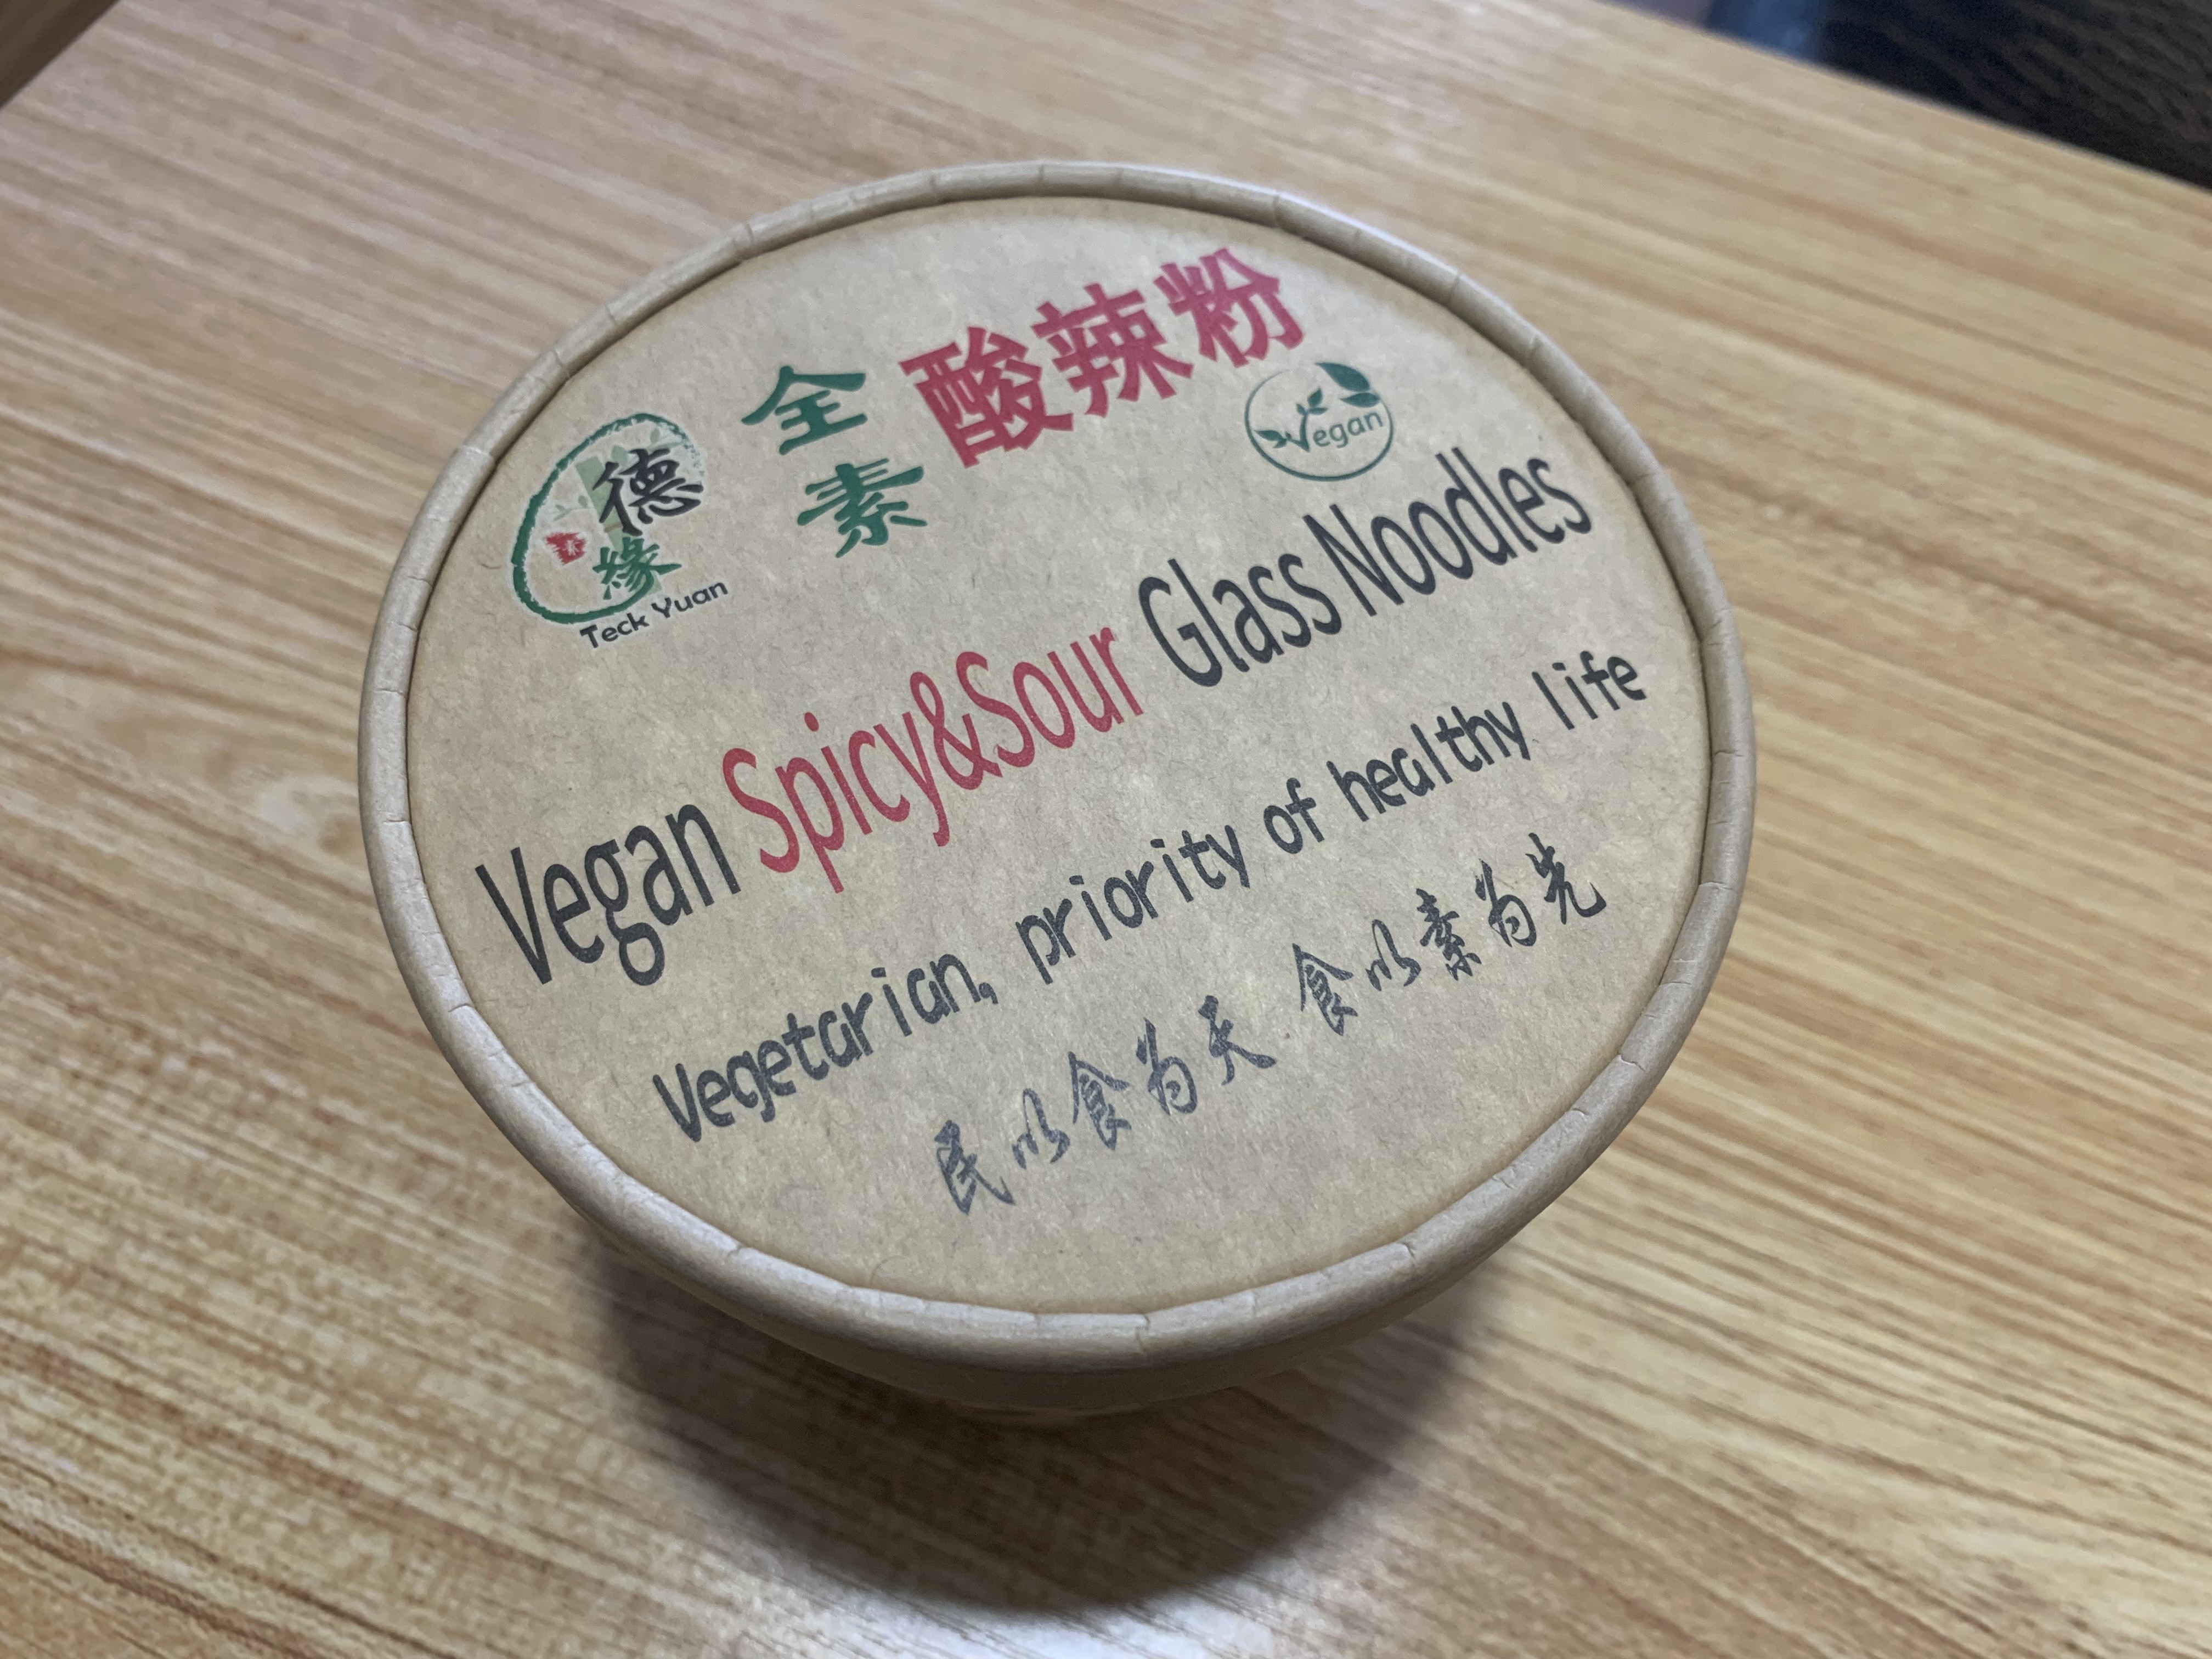 德緣
Teck Yuan
全素
酸辣粉
Vegan
Vegan Spicy&Sour Glass Noodles
Vegetarian, priority of healthy life
民以食为天 食以素为先